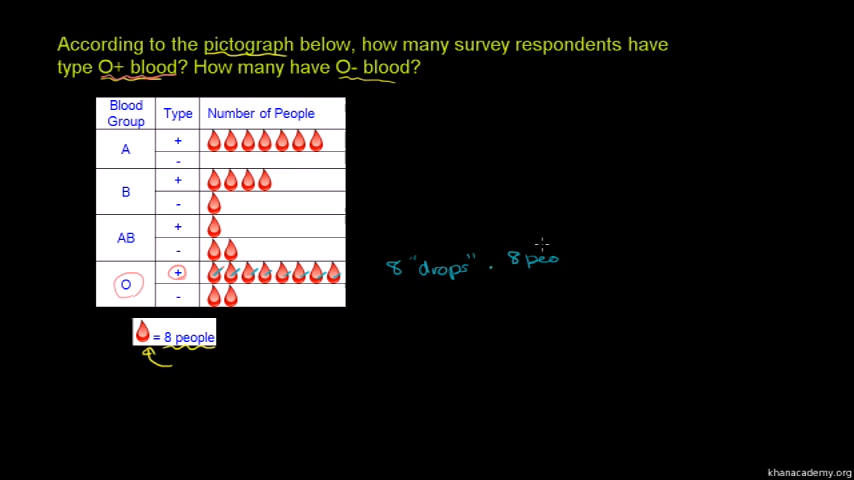 According to the pictograph below, how many survey respondents have
type O+ blood? How many have O- blood?
Blood Group Type Number of People
A +
-
B +
-
AB +
-
O +
-
= 8 people
8 "drops" . 8 peo
khanacademy.org